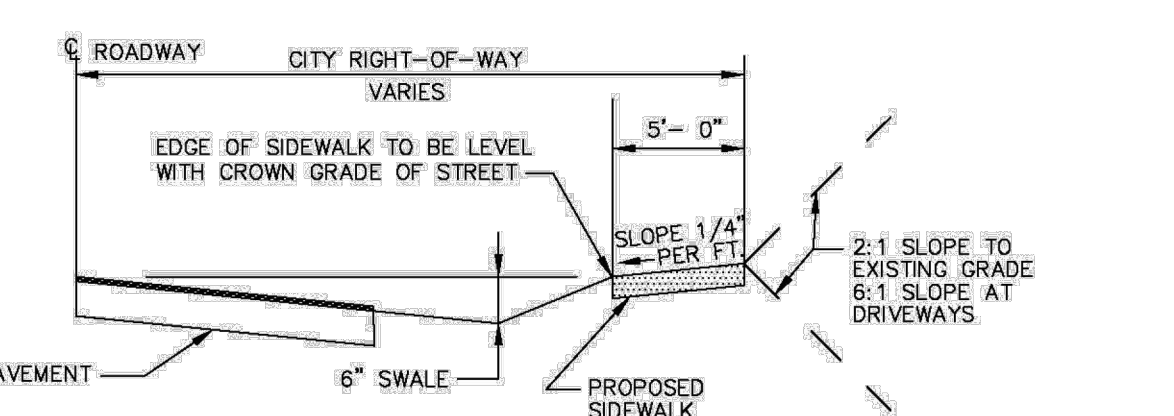 ℄ ROADWAY
CITY RIGHT-OF-WAY
VARIES
5'- 0"
EDGE OF SIDEWALK TO BE LEVEL
WITH CROWN GRADE OF STREET
SLOPE 1/4"
PER FT.
2:1 SLOPE TO
EXISTING GRADE
6:1 SLOPE AT
DRIVEWAYS
AVEMENT
6" SWALE
PROPOSED
SIDEWALK